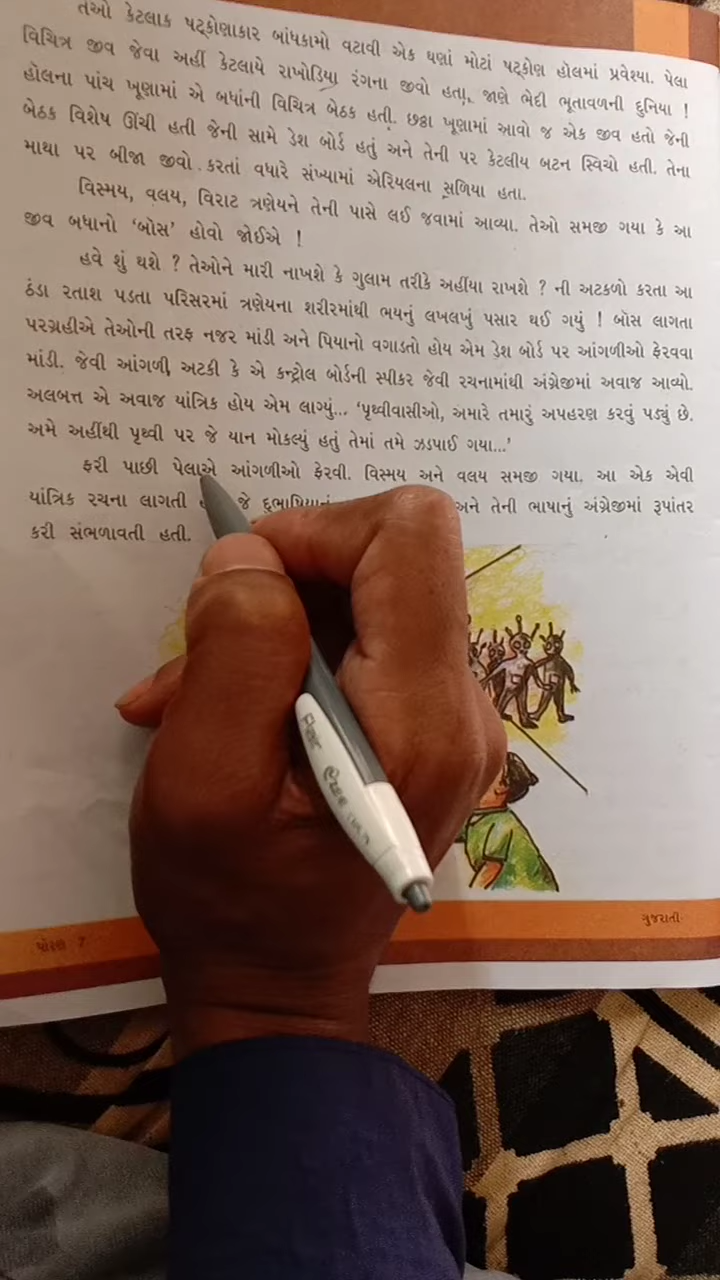 તેઓ કેટલાક ષટ્કોણાકાર બાંધકામો વટાવી એક ઘણાં મોટાં ષટ્કોણ હૉલમાં પ્રવેશ્યા. પેલા
વિચિત્ર જીવ જેવા અહીં કેટલાયે રાખોડિયા રંગના જીવો હતા, જાણે ભેદી ભૂતાવળની દુનિયા !
હૉલના પાંચ ખૂણામાં એ બધાંની વિચિત્ર બેઠક હતી. છઠ્ઠા ખૂણામાં આવો જ એક જીવ હતો જેની
બેઠક વિશેષ ઊંચી હતી જેની સામે ડેશ બોર્ડ હતું અને તેની પર કેટલીય બટન સ્વિચો હતી. તેના
માથા પર બીજા જીવો કરતાં વધારે સંખ્યામાં એરિયલના સળિયા હતા.
વિસ્મય, વલય, વિરાટ ત્રણેયને તેની પાસે લઈ જવામાં આવ્યા. તેઓ સમજી ગયા કે આ
જીવ બધાનો ‘બૉસ’ હોવો જોઈએ !
હવે શું થશે ? તેઓને મારી નાખશે કે ગુલામ તરીકે અહીંયા રાખશે ? ની અટકળો કરતા આ
ઠંડા રતાશ પડતા પરિસરમાં ત્રણેયના શરીરમાંથી ભયનું લખલખું પસાર થઈ ગયું ! બૉસ લાગતા
પરગ્રહીએ તેઓની તરફ નજર માંડી અને પિયાનો વગાડતો હોય એમ ડેશ બોર્ડ પર આંગળીઓ ફેરવવા
માંડી. જેવી આંગળી અટકી કે એ કન્ટ્રોલ બોર્ડની સ્પીકર જેવી રચનામાંથી અંગ્રેજીમાં અવાજ આવ્યો.
અલબત્ત એ અવાજ યાંત્રિક હોય એમ લાગ્યું... ‘પૃથ્વીવાસીઓ, અમારે તમારું અપહરણ કરવું પડ્યું છે.
અમે અહીંથી પૃથ્વી પર જે યાન મોકલ્યું હતું તેમાં તમે ઝડપાઈ ગયા...’
ફરી પાછી પેલાએ આંગળીઓ ફેરવી. વિસ્મય અને વલય સમજી ગયા. આ એક એવી
યાંત્રિક રચના લાગતી જે દુભાષિયાનું અને તેની ભાષાનું અંગ્રેજીમાં રૂપાંતર
કરી સંભળાવતી હતી.
ધોરણ 7
ગુજરાતી